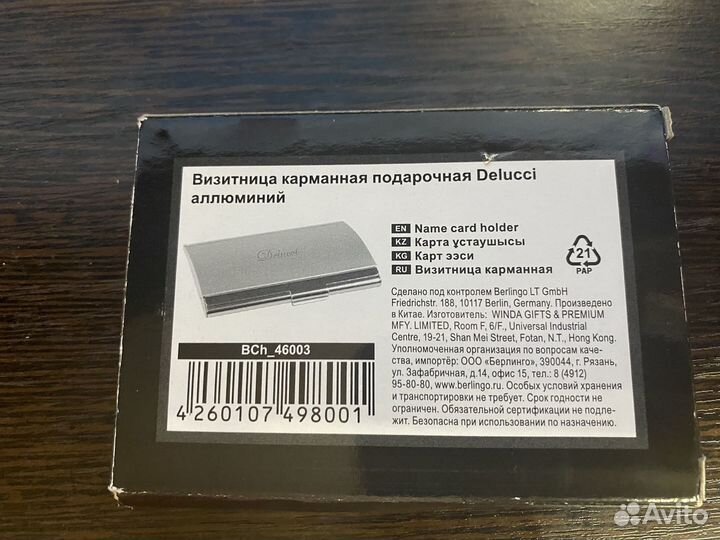 Визитница карманная подарочная Delucci
аллюминий
Delucci
EN Name card holder
KZ Карта ұстаушысы
KG Карт ээси
RU Визитница карманная
21
PAP
Сделано под контролем Berlingo LT GmbH
Friedrichstr. 188, 10117 Berlin, Germany. Произведено
в Китае. Изготовитель: WINDA GIFTS & PREMIUM
MFY. LIMITED, Room F, 6/F., Universal Industrial
Centre, 19-21, Shan Mei Street, Fotan, N.T., Hong Kong.
Уполномоченная организация по вопросам каче-
ства, импортёр: ООО «Берлинго», 390044, г. Рязань,
ул. Зафабричная, д.14, офис 15, тел.: 8 (4912)
95-80-80, www.berlingo.ru. Особых условий хранения
и транспортировки не требует. Срок годности не
ограничен. Обязательной сертификации не подле-
жит. Безопасно при использовании по назначению.
BCh_46003
4 260107 498001
Avito